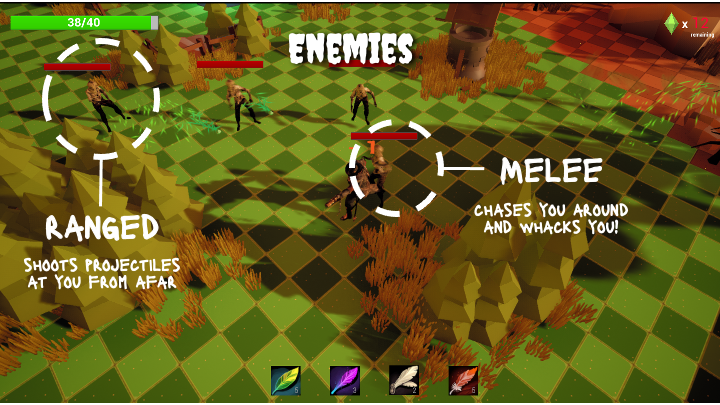 38/40
x 12
remaining
ENEMIES
MELEE
CHASES YOU AROUND
AND WHACKS YOU!
RANGED
SHOOTS PROJECTILES
AT YOU FROM AFAR
5
3
2